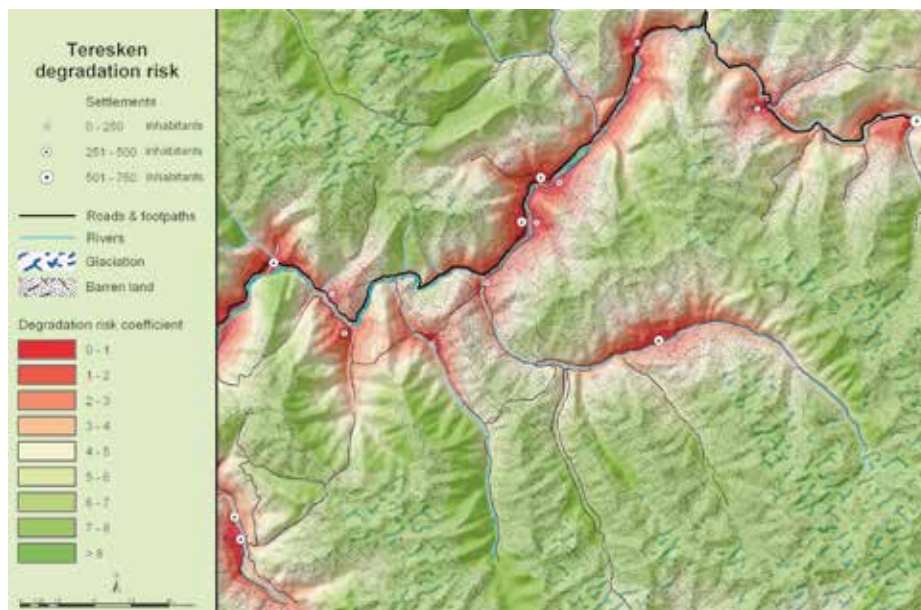 Teresken
degradation risk
Settlements
0 - 250 inhabitants
251 - 500 inhabitants
501 - 750 inhabitants
Roads & footpaths
Rivers
Glaciation
Barren land
Degradation risk coefficient
0 - 1
1 - 2
2 - 3
3 - 4
4 - 5
5 - 6
6 - 7
7 - 8
> 8